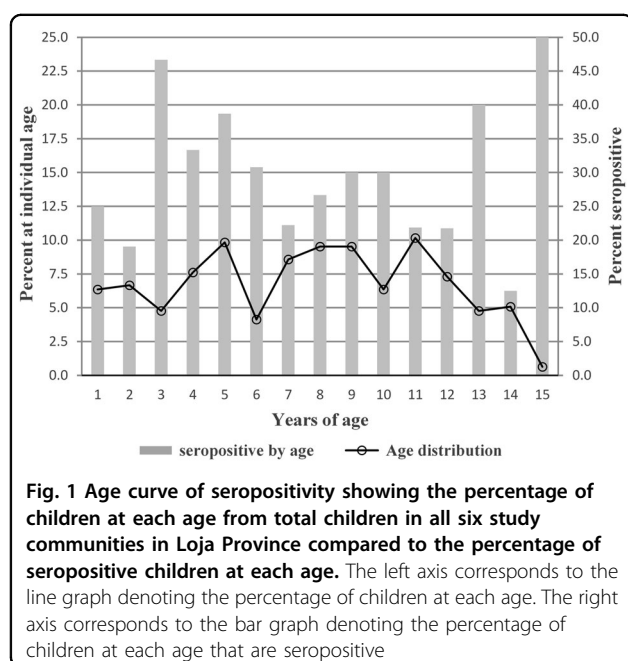 25.0 50.0
22.5 45.0
20.0 40.0
17.5 35.0
15.0 30.0
12.5 25.0
10.0 20.0
7.5 15.0
5.0 10.0
2.5 5.0
0.0 0.0
Percent at individual age
Percent seropositive
1 2 3 4 5 6 7 8 9 10 11 12 13 14 15
Years of age
seropositive by age Age distribution
Fig. 1 Age curve of seropositivity showing the percentage of
children at each age from total children in all six study
communities in Loja Province compared to the percentage of
seropositive children at each age. The left axis corresponds to the
line graph denoting the percentage of children at each age. The right
axis corresponds to the bar graph denoting the percentage of
children at each age that are seropositive